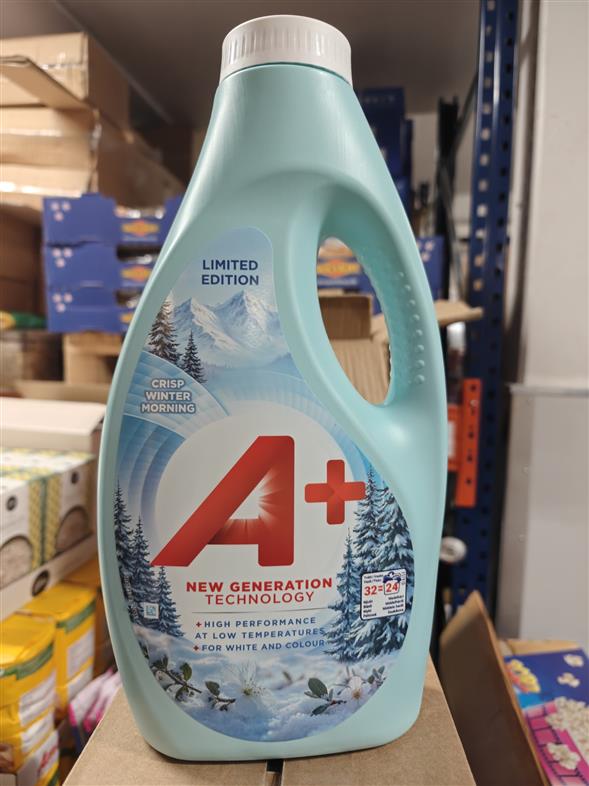 LIMITED
EDITION
CRISP
WINTER
MORNING
A+
NEW GENERATION
TECHNOLOGY
+ HIGH PERFORMANCE
AT LOW TEMPERATURES
+ FOR WHITE AND COLOUR
32=24